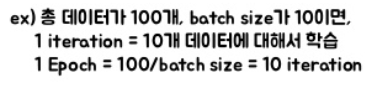 ex) 총 데이터가 100개, batch size가 10이면,
1 iteration = 10개 데이터에 대해서 학습
1 Epoch = 100/batch size = 10 iteration